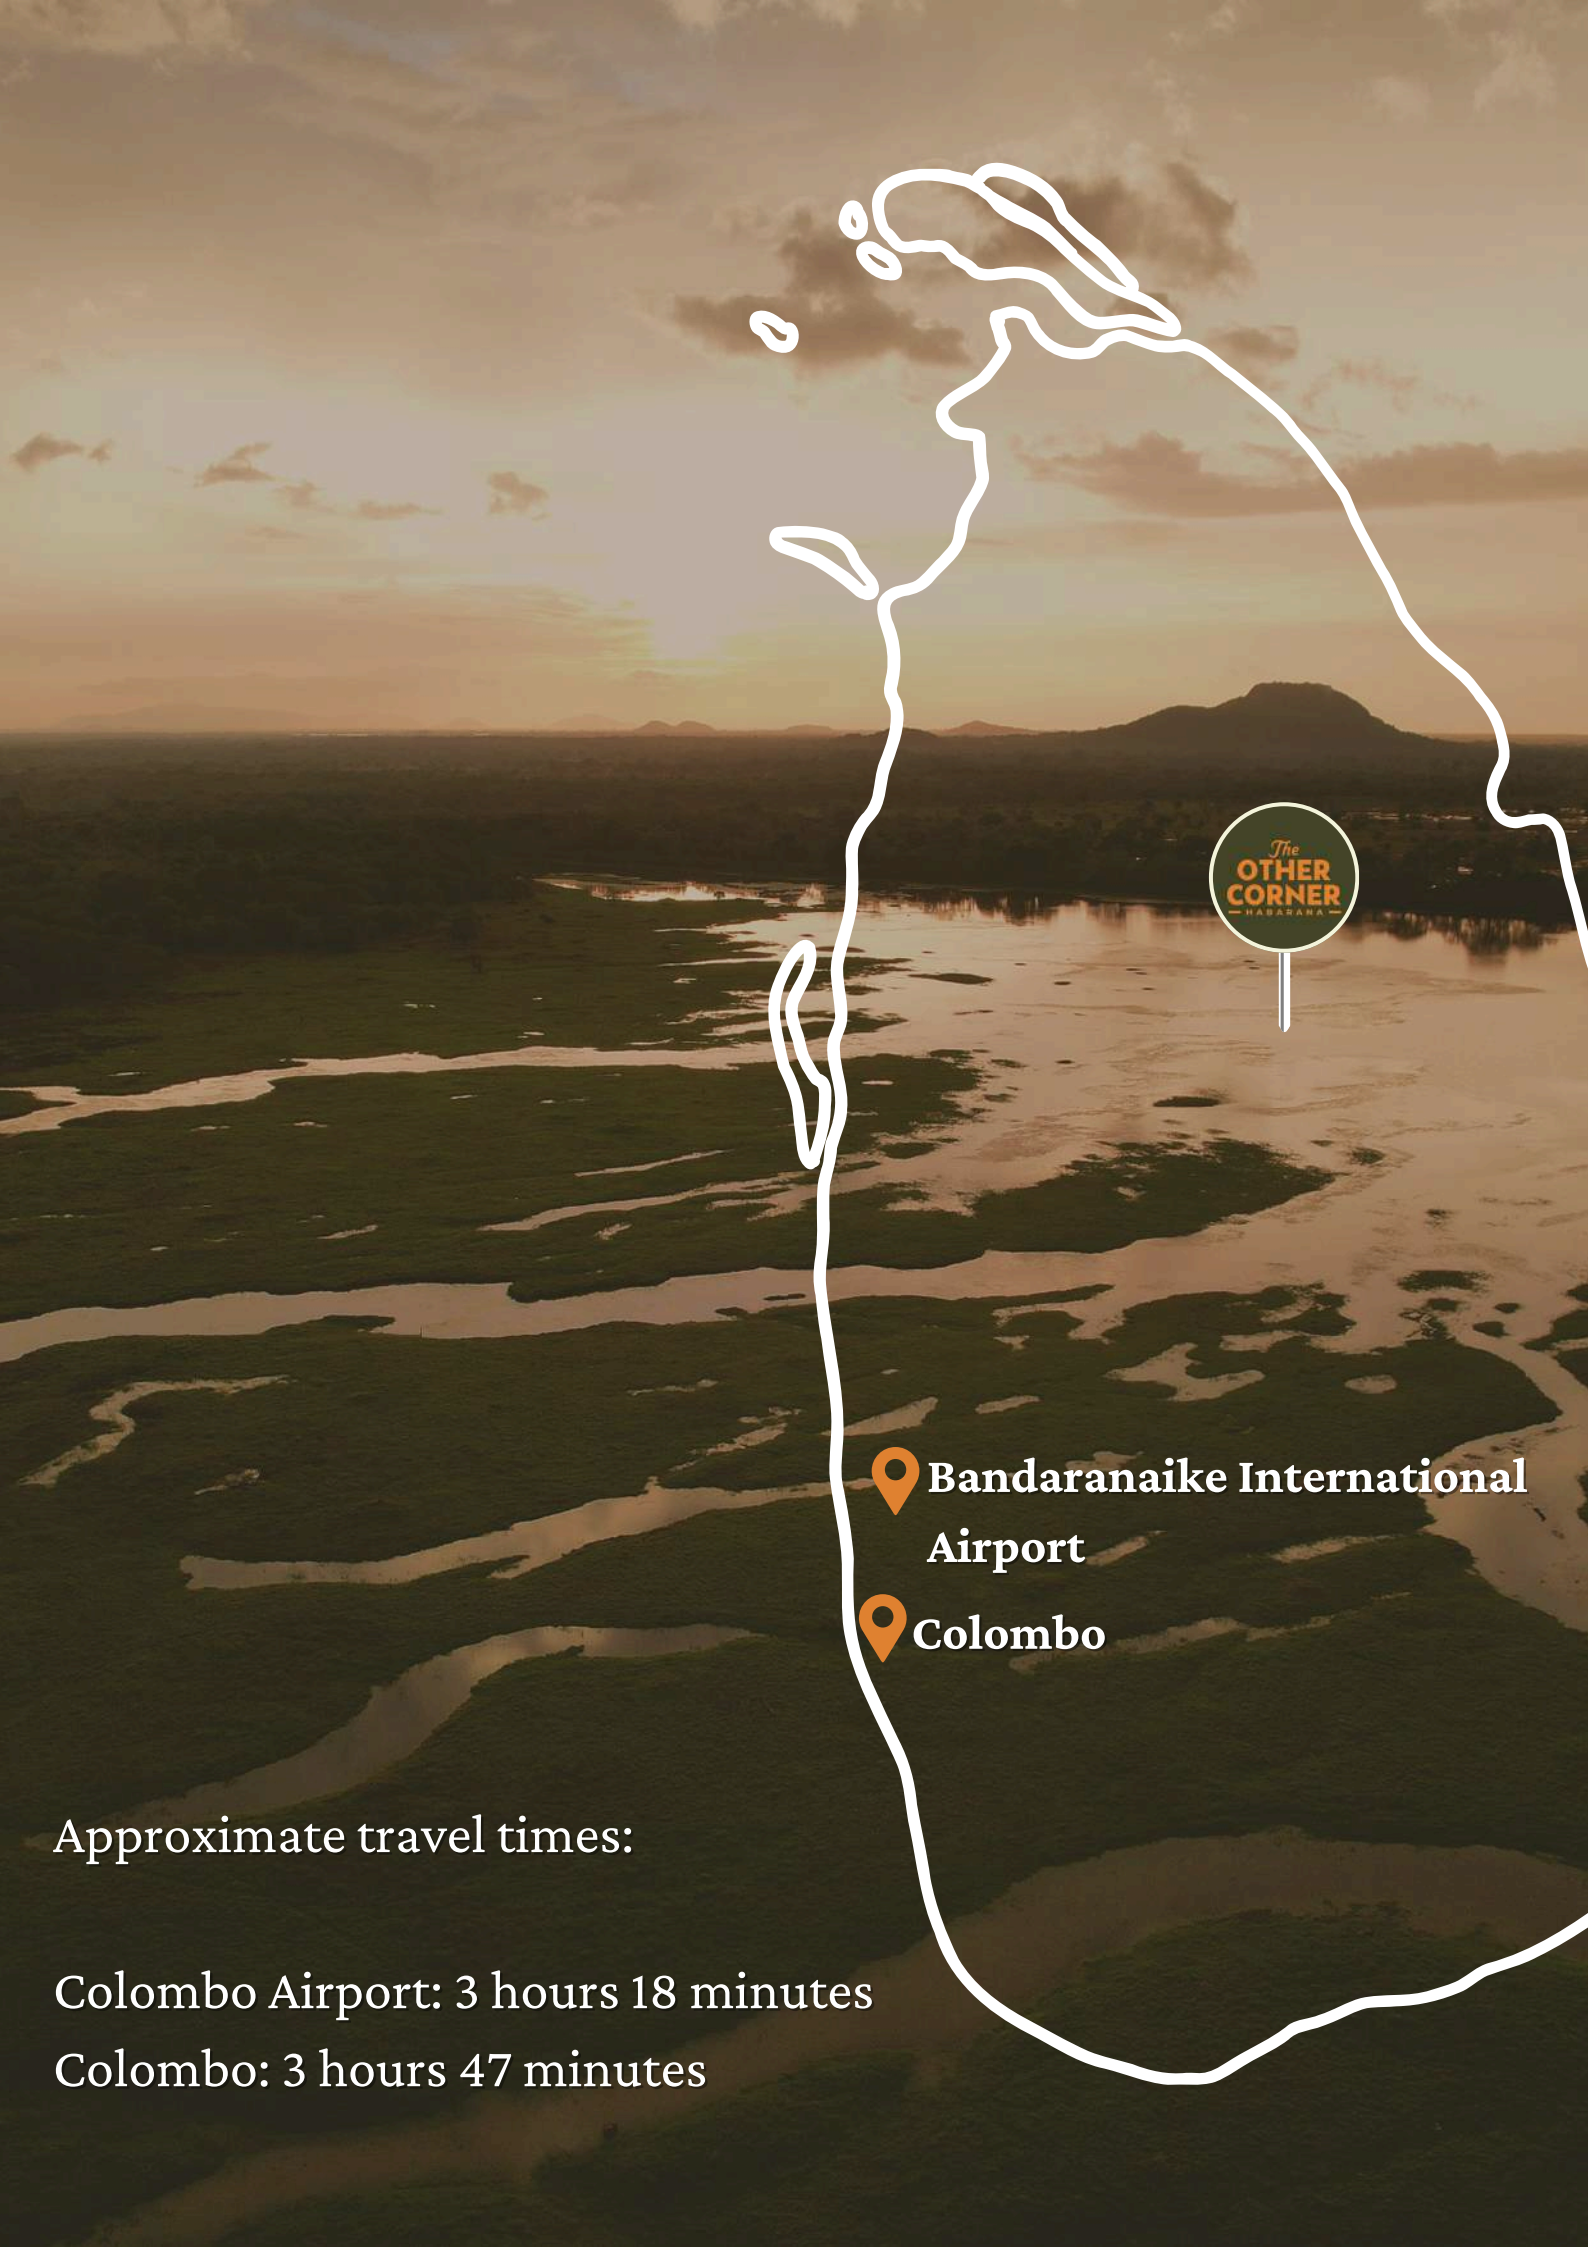 The
OTHER
CORNER
HABARANA
Bandaranaike International
Airport
Colombo
Approximate travel times:
Colombo Airport: 3 hours 18 minutes
Colombo: 3 hours 47 minutes